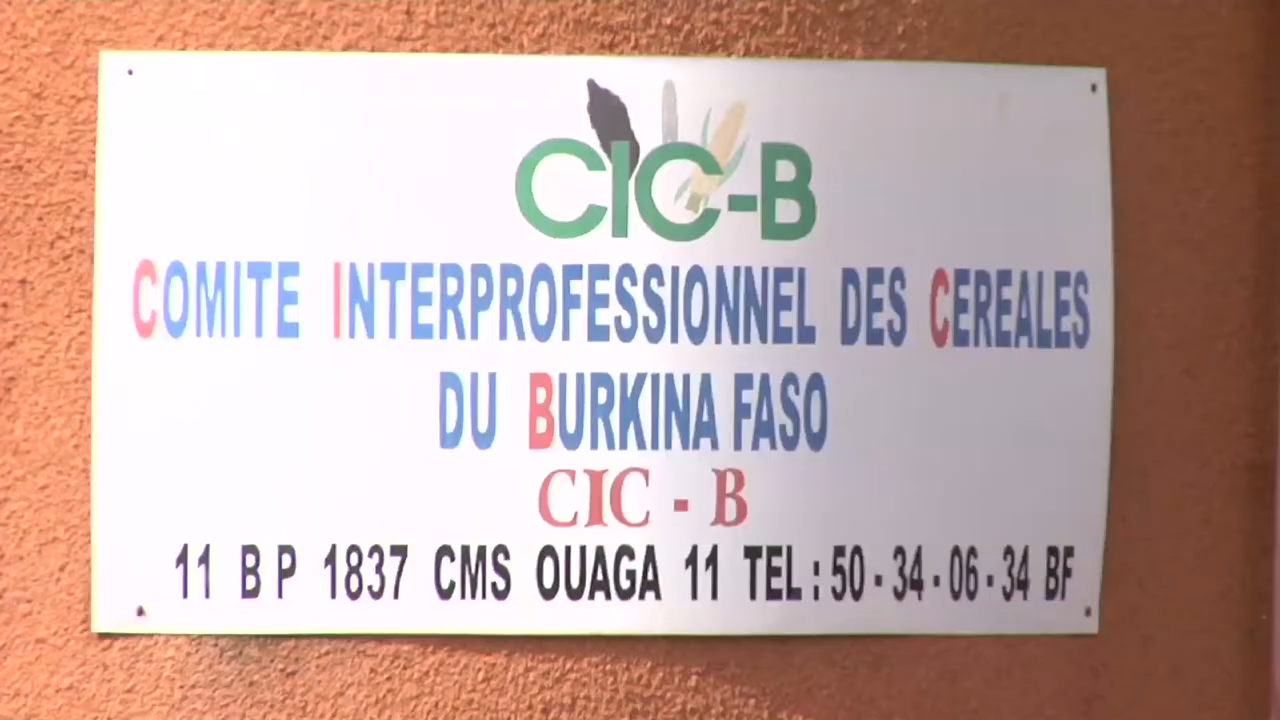 CIC-B
COMITE INTERPROFESSIONNEL DES CEREALES
DU BURKINA FASO
CIC - B
11 B P 1837 CMS OUAGA 11 TEL : 50 - 34 - 06 - 34 BF